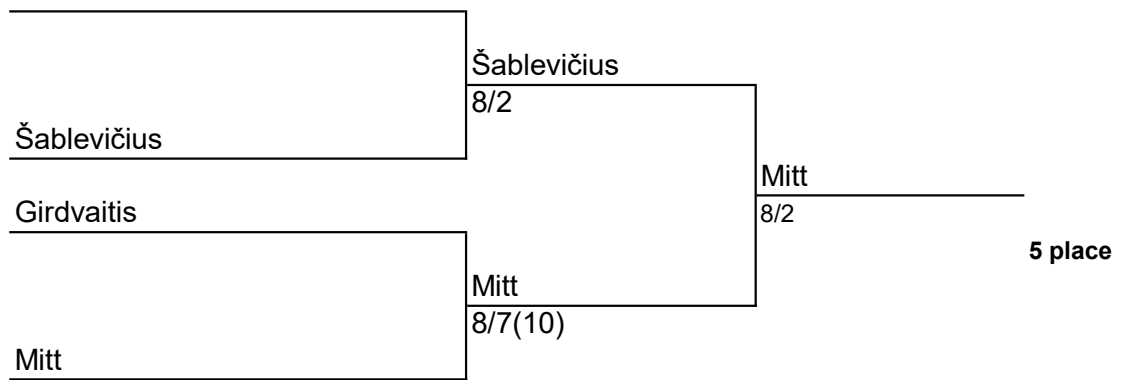 Šablevičius
8/2
Šablevičius
Mitt
Girdvaitis
8/2
5 place
Mitt
8/7(10)
Mitt